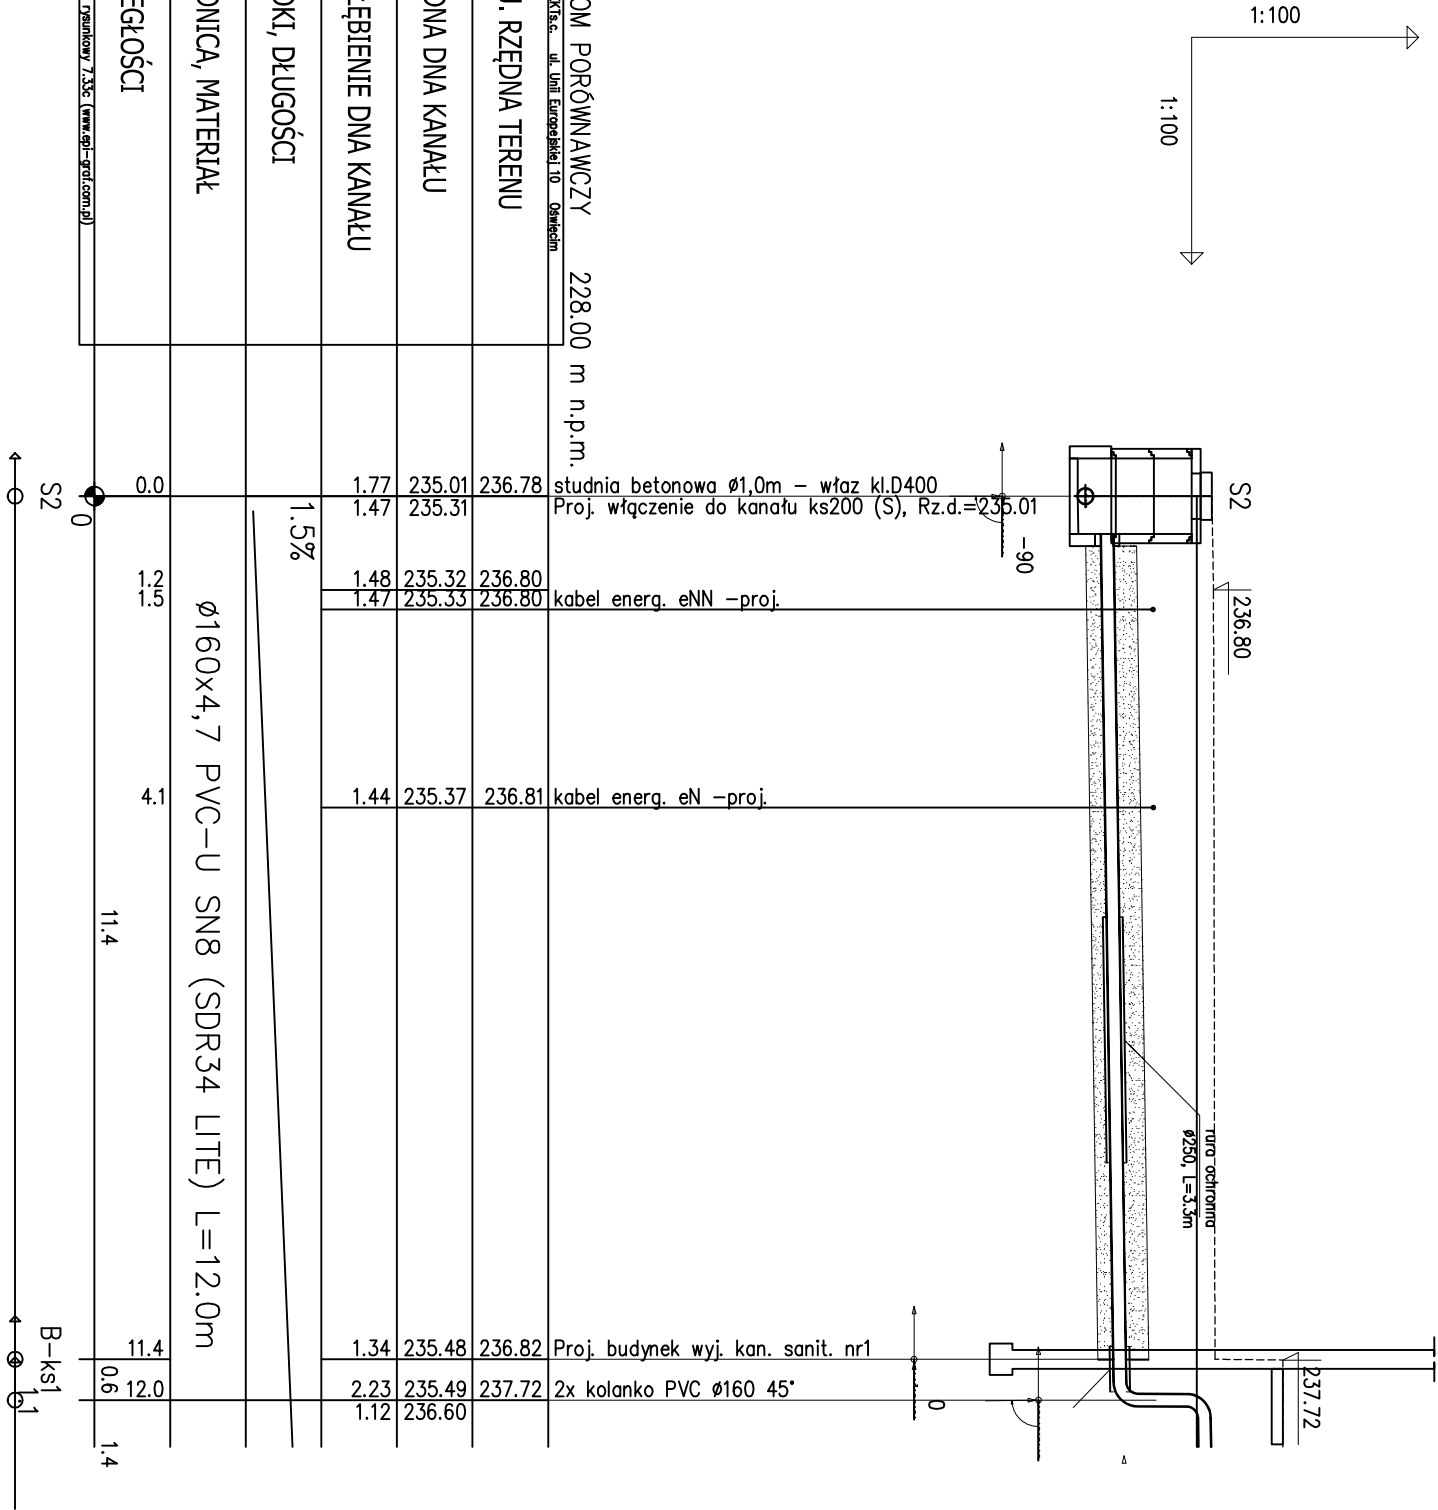 1:100
1:100
OM PORÓWNAWCZY 228.00 m n.p.m.
KTs.c. ul. Unii Europejskiej 10 Oświęcim
J. RZĘDNA TERENU
ONA DNA KANAŁU
ŁĘBIENIE DNA KANAŁU
DKI, DŁUGOŚCI
ONICA, MATERIAŁ
EGŁOŚCI
rysunkowy 7.33c (www.epi-graf.com.pl)
S2
236.80
237.72
rura ochronna
ø250, L=3.3m
-90
0
0.0 1.77 235.01 236.78 studnia betonowa ø1,0m – właz kl.D400
1.47 235.31 Proj. włączenie do kanału ks200 (S), Rz.d.=235.01
1.2 1.48 235.32 236.80
1.5 1.47 235.33 236.80 kabel energ. eNN -proj.
4.1 1.44 235.37 236.81 kabel energ. eN -proj.
11.4 1.34 235.48 236.82 Proj. budynek wyj. kan. sanit. nr1
12.0 2.23 235.49 237.72 2x kolanko PVC ø160 45°
1.12 236.60
1.5%
ø160x4,7 PVC-U SN8 (SDR34 LITE) L=12.0m
0
11.4
0.6
1.4
S2
B-ks1
1.1